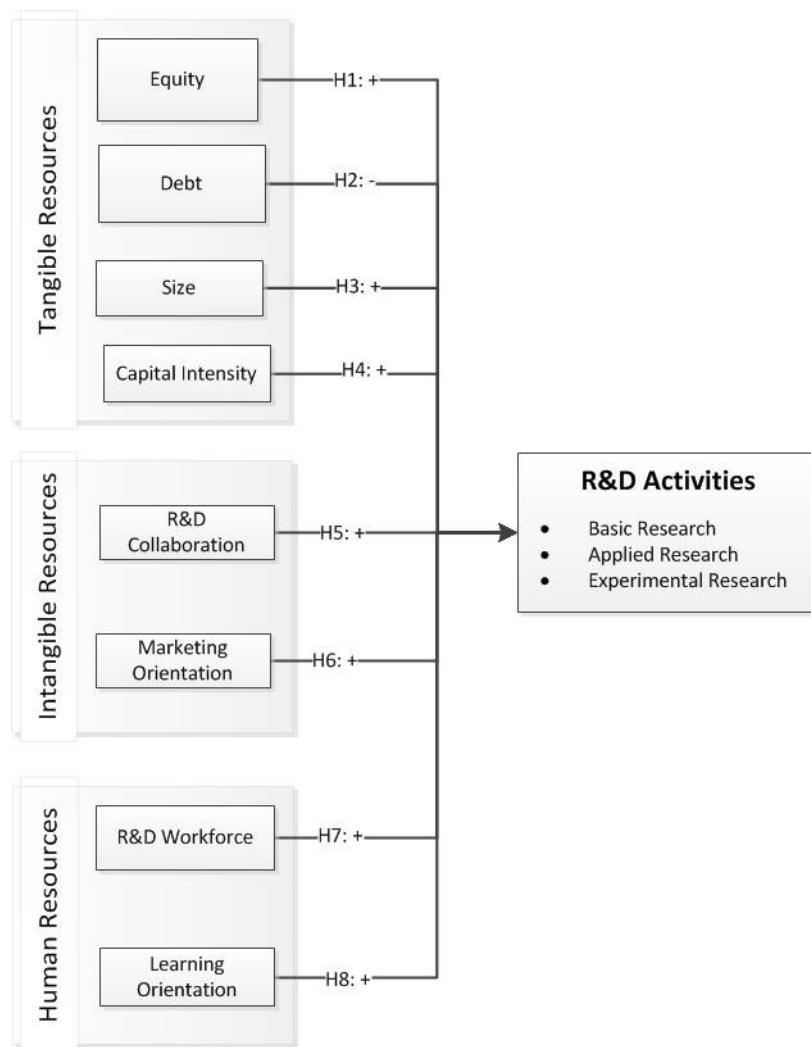 Tangible Resources
Equity
H1: +
Debt
H2: -
Size
H3: +
Capital Intensity
H4: +
Intangible Resources
R&D
Collaboration
H5: +
Marketing
Orientation
H6: +
Human Resources
R&D Workforce
H7: +
Learning
Orientation
H8: +
R&D Activities
• Basic Research
• Applied Research
• Experimental Research